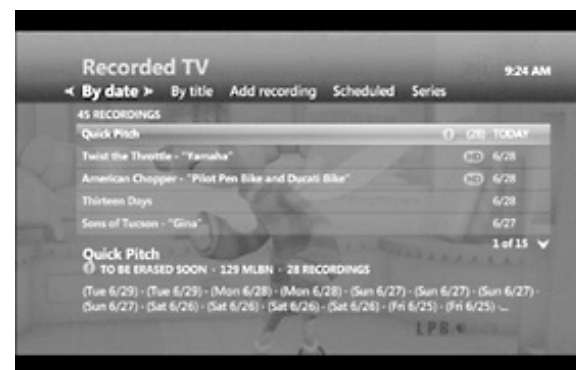 Recorded TV
9:24 AM
< By date > By title Add recording Scheduled Series
45 RECORDINGS
Quick Pitch (28) TODAY
Twist the Throttle - "Yamaha" HD 6/28
American Chopper - "Pilot Pen Bike and Ducati Bike" HD 6/28
Thirteen Days 6/28
Sons of Tucson - "Gina" 6/27
1 of 15
Quick Pitch
TO BE ERASED SOON - 129 MLBN - 28 RECORDINGS
(Tue 6/29) - (Tue 6/29) - (Mon 6/28) - (Mon 6/28) - (Sun 6/27) - (Sun 6/27) - (Sun 6/27) -
(Sun 6/27) - (Sat 6/26) - (Sat 6/26) - (Sat 6/26) - (Sat 6/26) - (Fri 6/25) - (Fri 6/25) -...
LPB